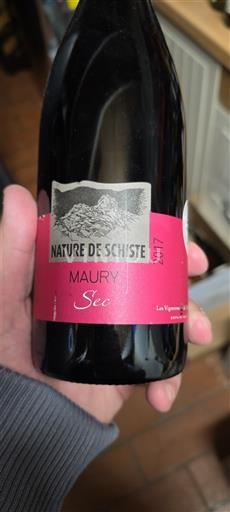 NATURE DE SCHISTE
MAURY
Sec
2017
Les Vignerons